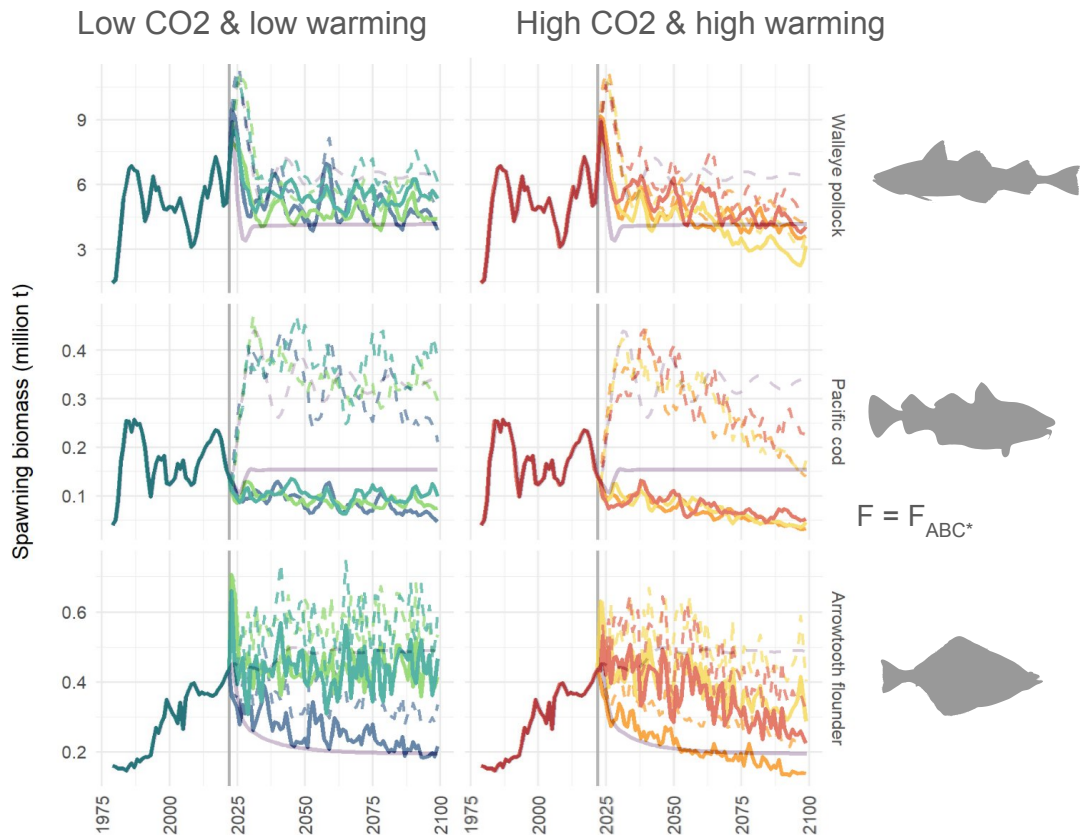 Low CO2 & low warming
High CO2 & high warming
Spawning biomass (million t)
9
6
3
Walleye pollock
0.4
0.3
0.2
0.1
Pacific cod
F = FABC*
0.6
0.4
0.2
Arrowtooth flounder
1975 2000 2025 2050 2075 2100
1975 2000 2025 2050 2075 2100